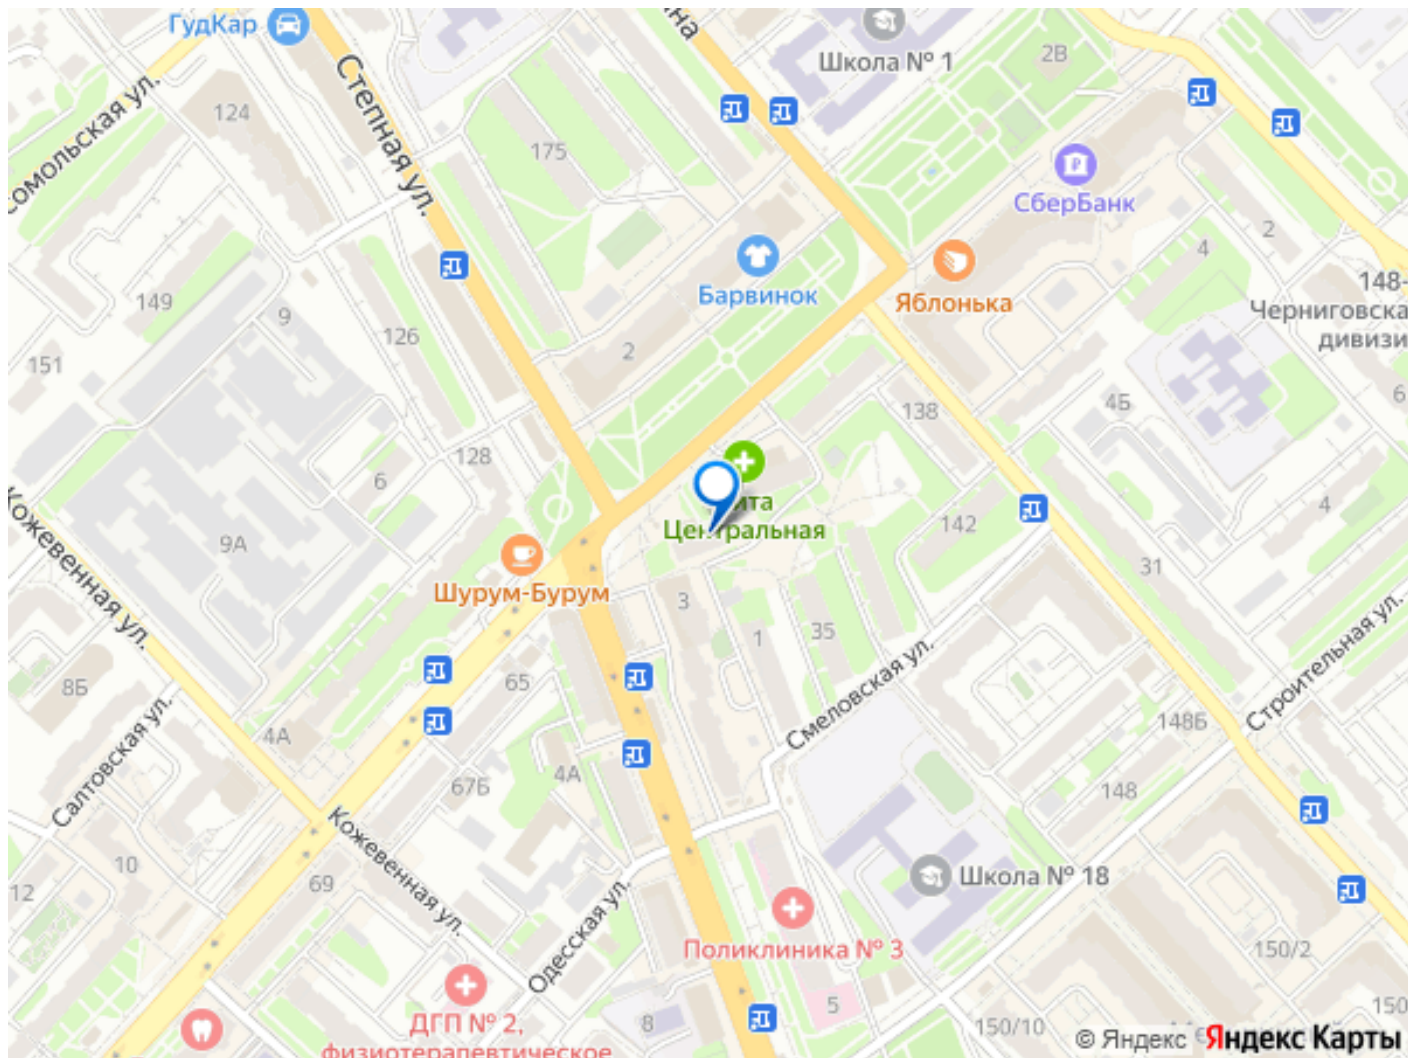 ГудКар
Школа № 1
2В
Степная ул.
124
175
СберБанк
2
4
Барвинок
Яблонька
148-
Черниговска
дивизи
149
9
126
2
151
6
4Б
138
128
6
Центральная
142
4
9А
Шурум-Бурум
Кожевенная ул.
3
1
35
31
Строительная ул.
Смеловская ул.
8Б
65
4А
148Б
Салтовская ул.
67Б
4А
148
Кожевенная ул.
10
69
12
Школа № 18
Одесская ул.
Поликлиника № 3
150/2
ДГП № 2,
физиотерапевтическое
8
5
150/10
150
© Яндекс Яндекс Карты